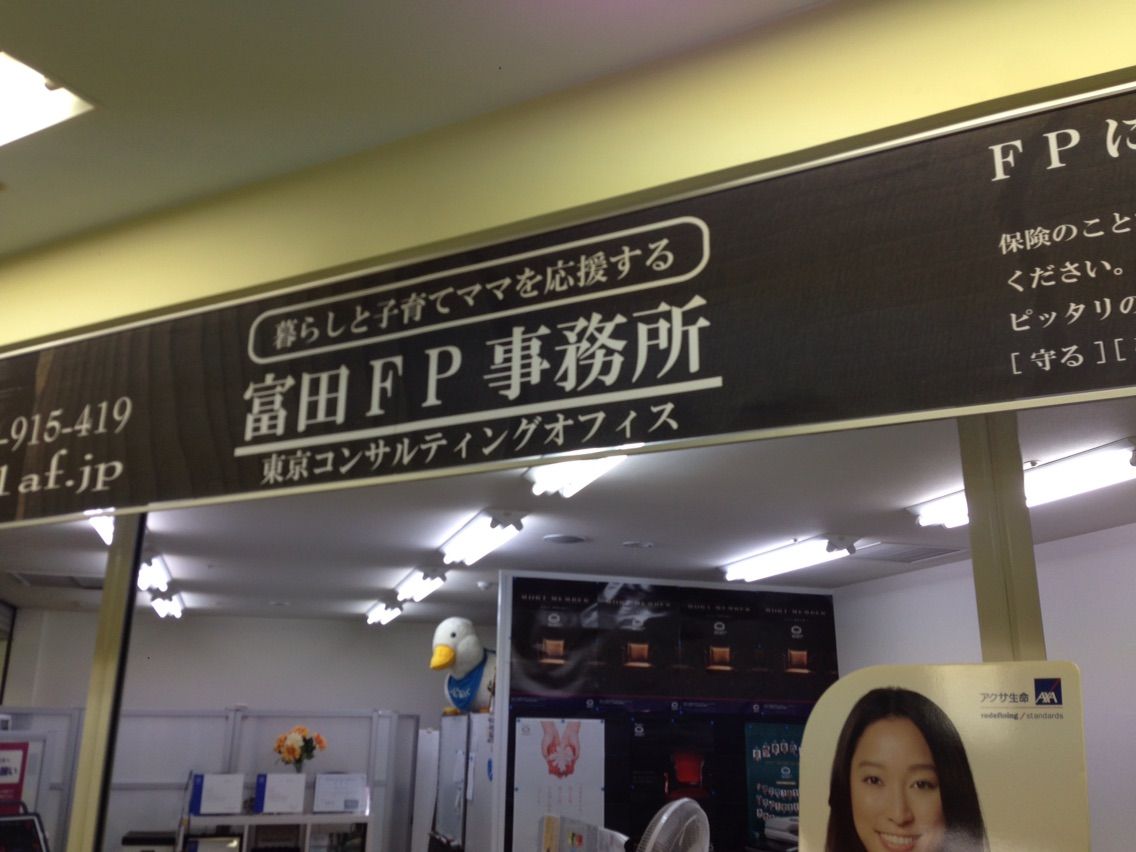 -915-419
1af.jp
暮らしと子育てママを応援する
富田FP事務所
東京コンサルティングオフィス
FPに
保険のこと
ください。
ピッタリの
[守る][
アクサ生命
AXA
redefining / standards